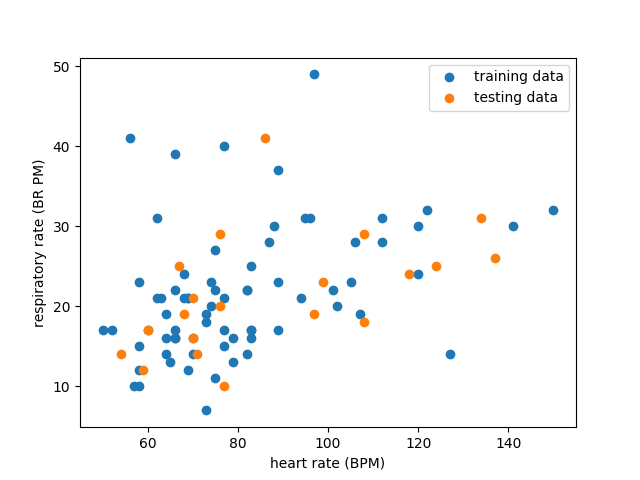 training data
testing data
50
40
30
20
10
respiratory rate (BR PM)
60 80 100 120 140
heart rate (BPM)